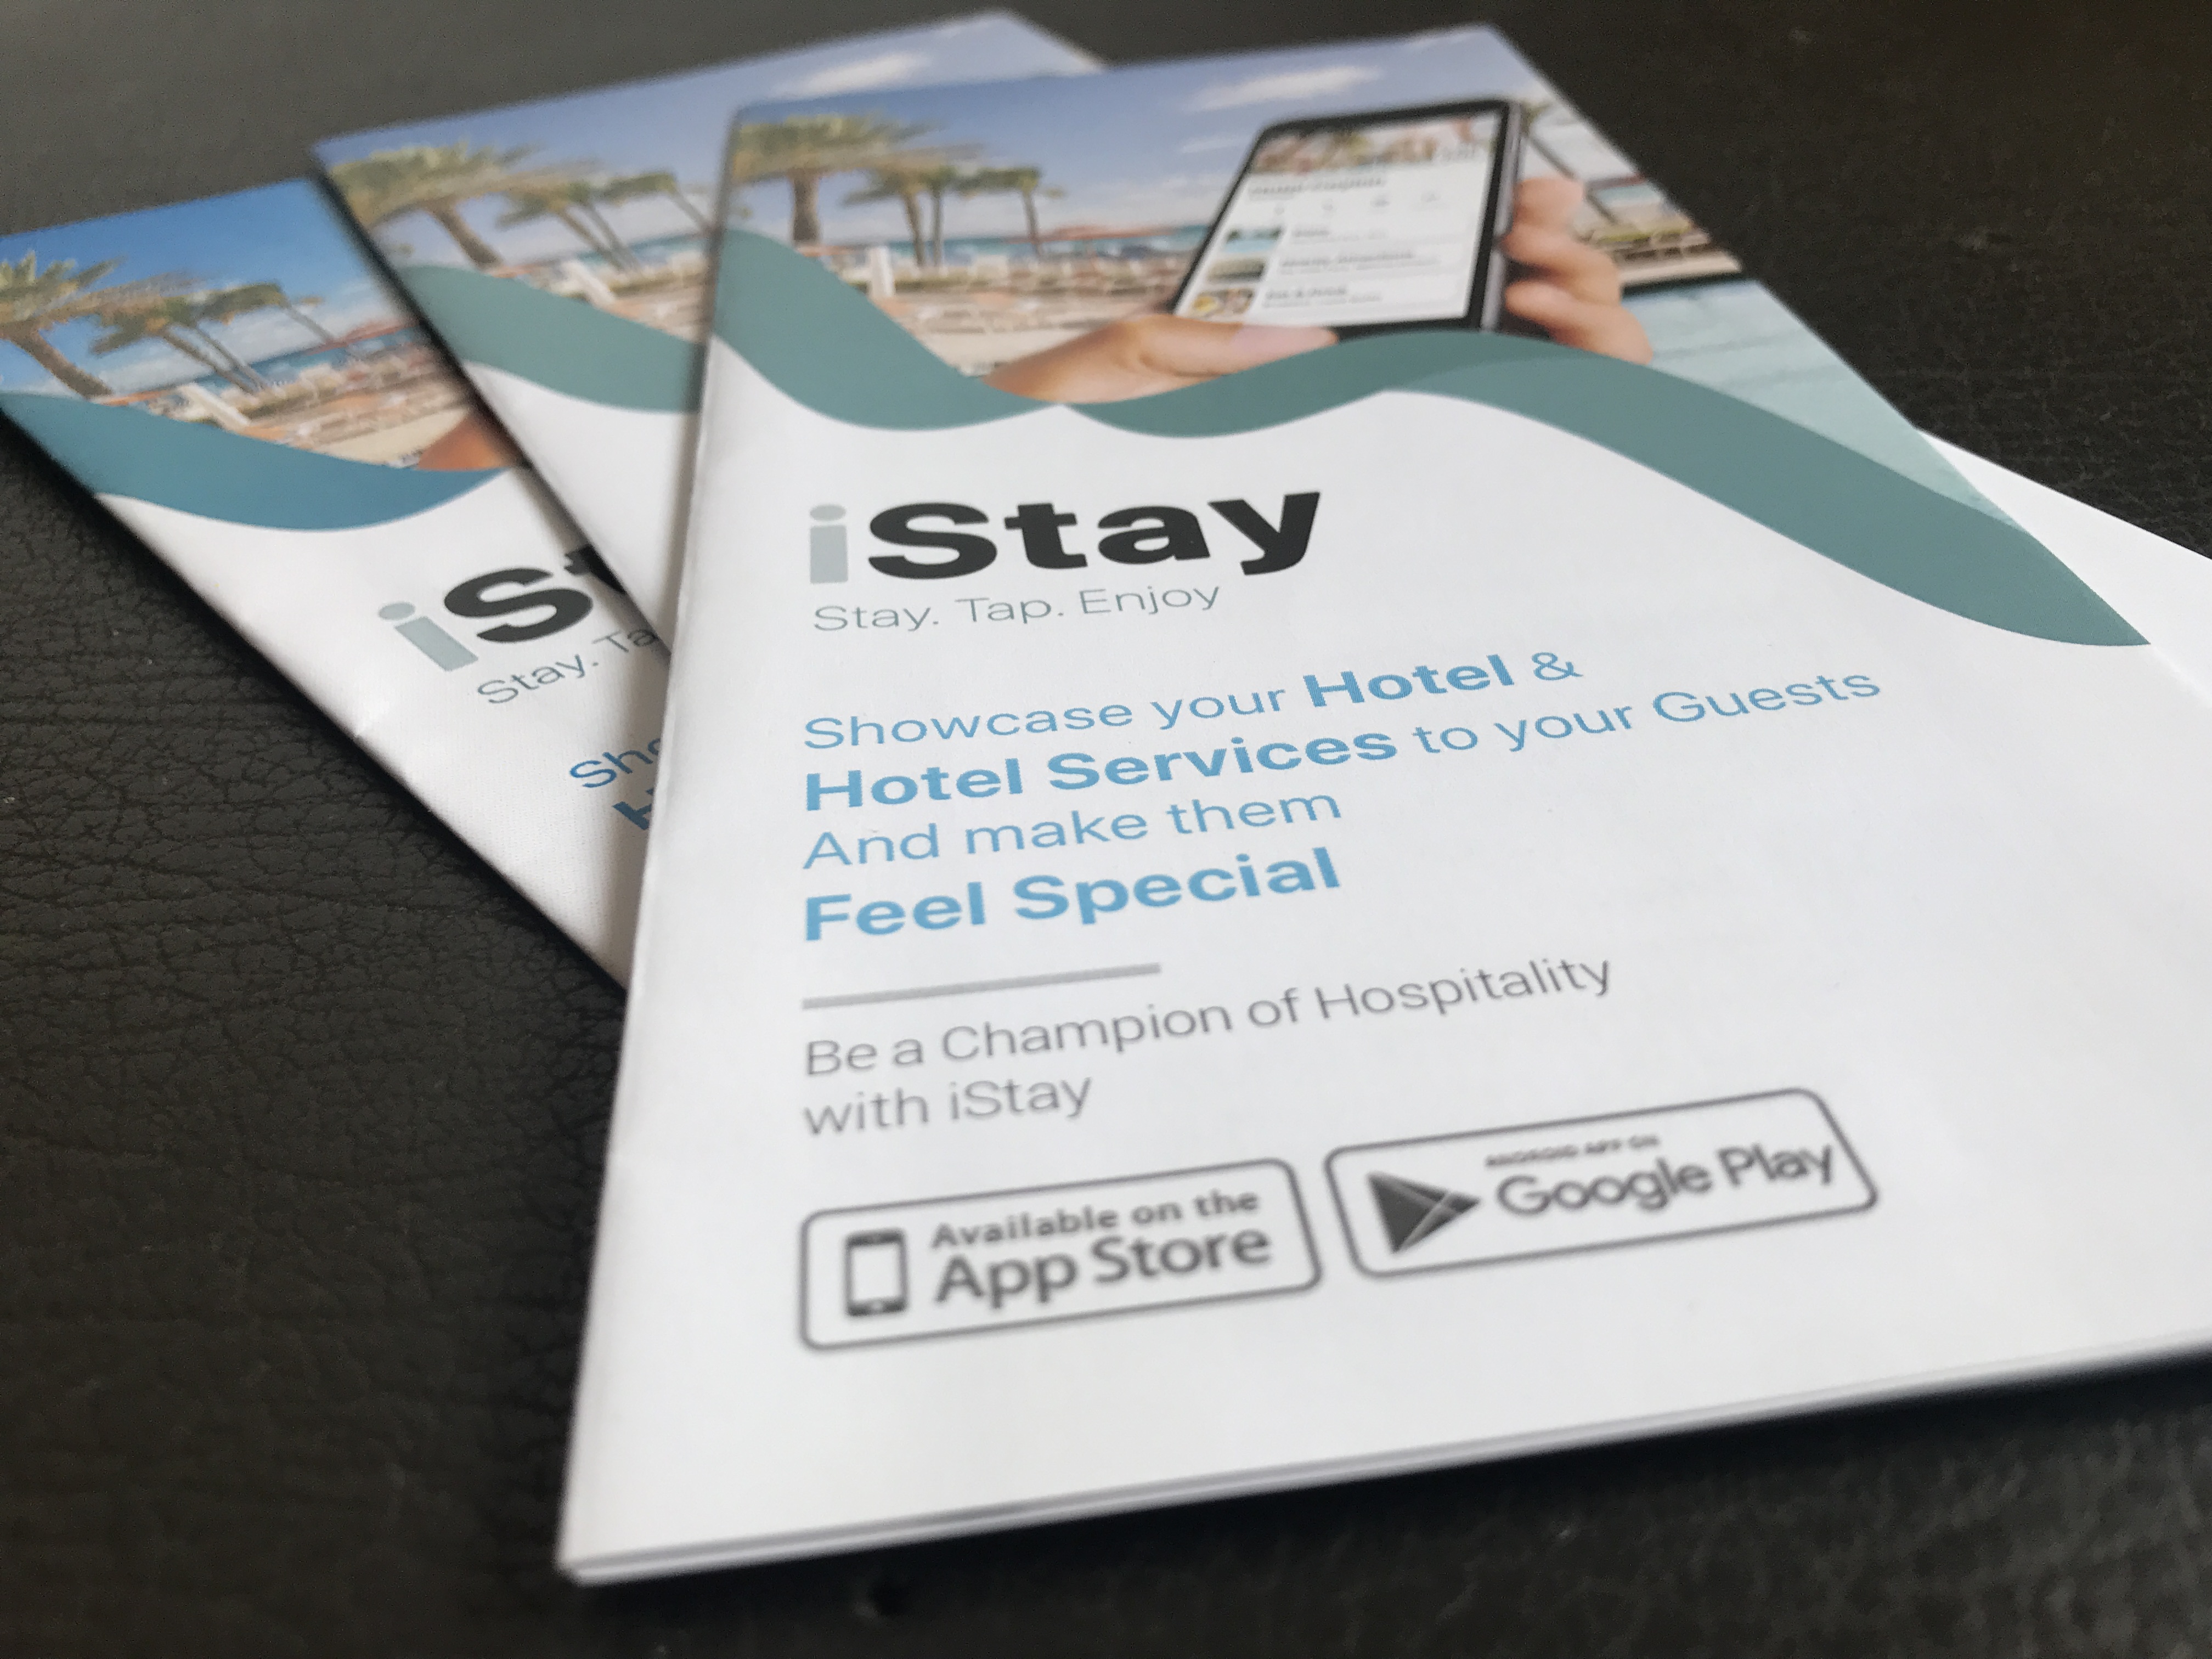 iStay
Stay. Tap. Enjoy
Showcase your Hotel &
Hotel Services to your Guests
And make them
Feel Special
Be a Champion of Hospitality
with iStay
Available on the
App Store
ANDROID APP ON
Google Play
iSt
Stay. Ta
Sho
H